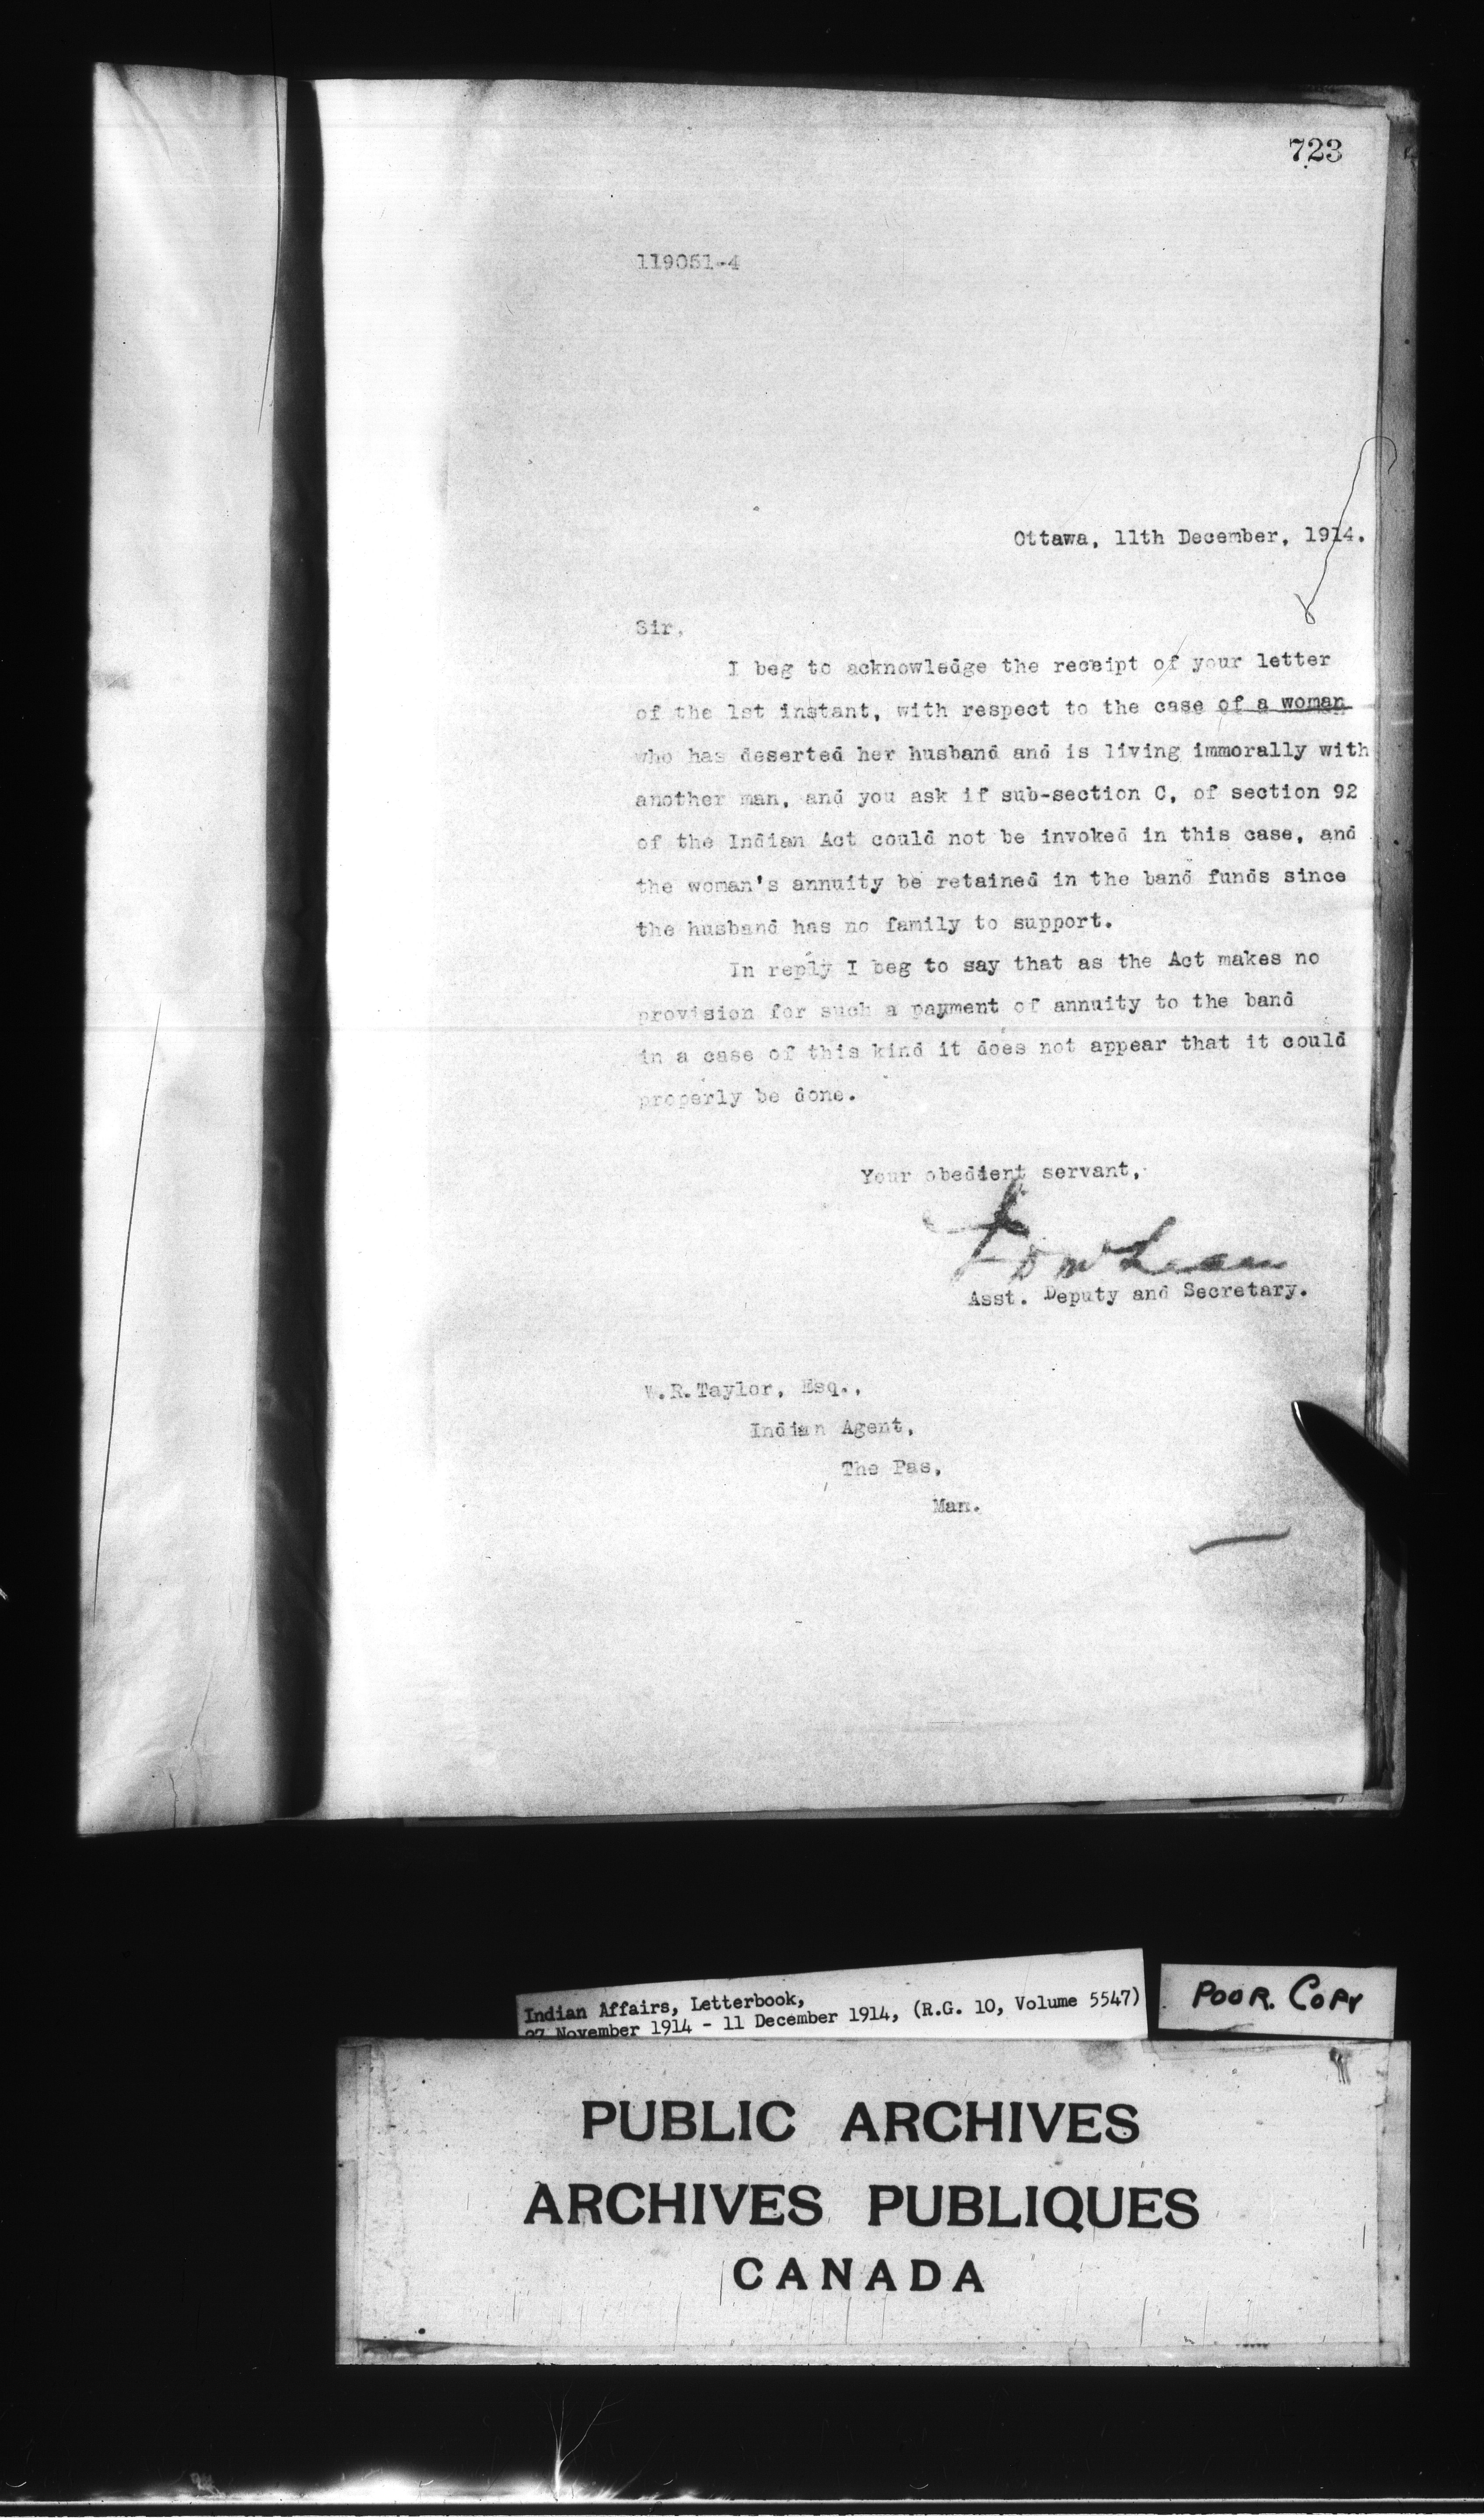 723
119051-4
Ottawa, 11th December, 1914.
Sir,
I beg to acknowledge the receipt of your letter
of the 1st instant, with respect to the case of a woman
who has deserted her husband and is living immorally with
another man, and you ask if sub-section C, of section 92
of the Indian Act could not be invoked in this case, and
the woman's annuity be retained in the band funds since
the husband has no family to support.
In reply I beg to say that as the Act makes no
provision for such a payment of annuity to the band
in a case of this kind it does not appear that it could
properly be done.
Your obedient servant,
Asst. Deputy and Secretary.
W.R.Taylor, Esq.,
Indian Agent,
The Pas,
Man.
Indian Affairs, Letterbook,
27 November 1914 - 11 December 1914, (R.G. 10, Volume 5547)
POOR. COPY
PUBLIC ARCHIVES
ARCHIVES PUBLIQUES
CANADA